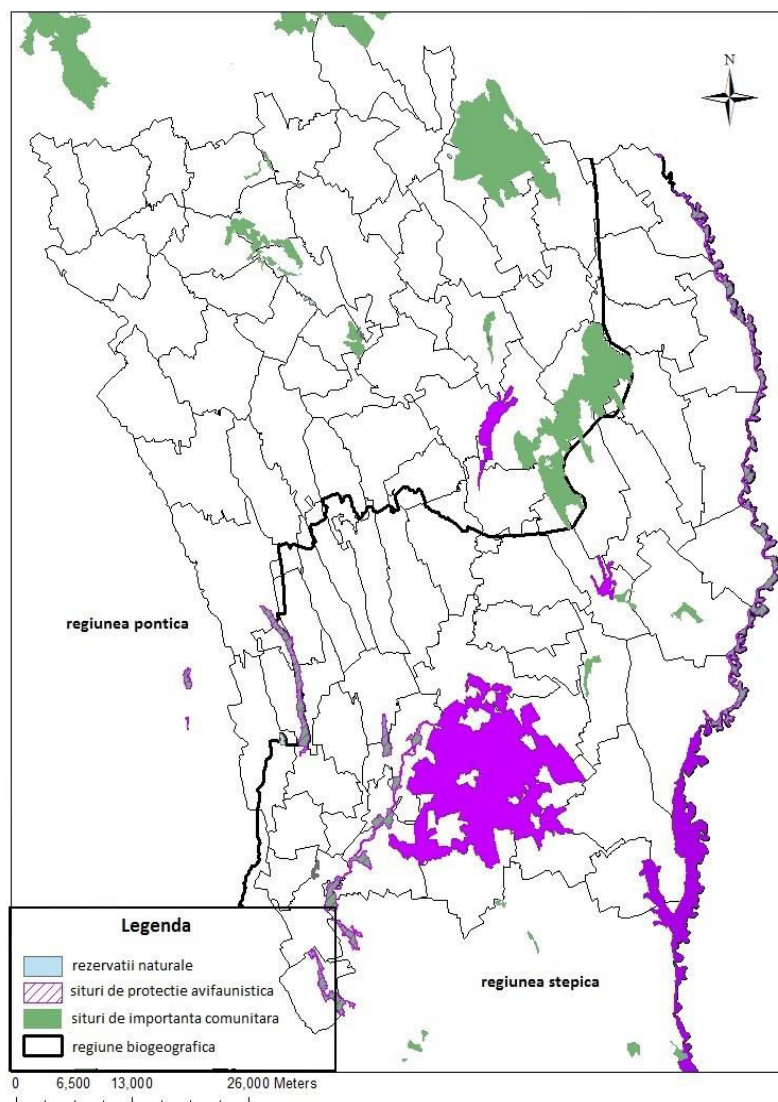 N
regiunea pontica
Legenda
rezervatii naturale
situri de protectie avifaunistica
situri de importanta comunitara
regiune biogeografica
regiunea stepica
0 6,500 13,000 26,000 Meters